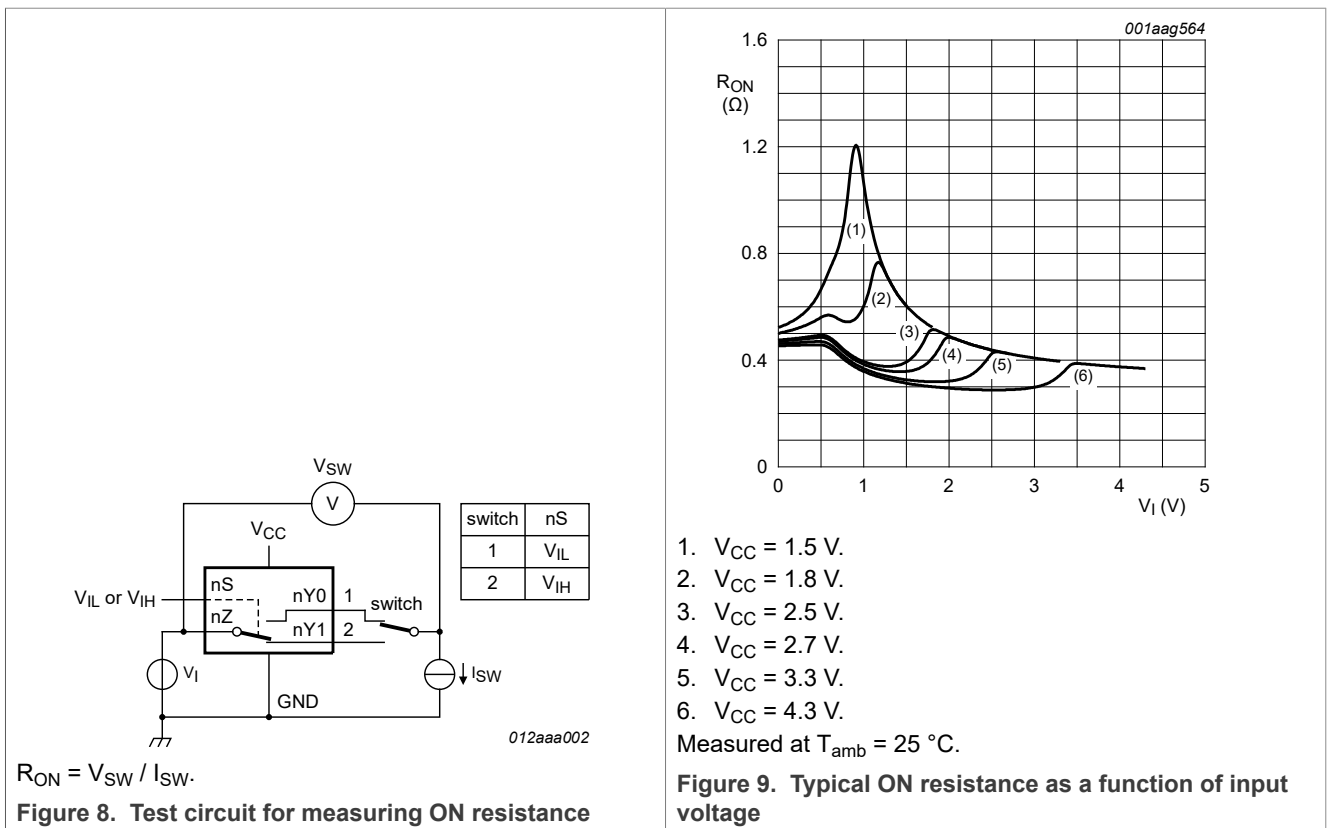 V_SW
V
V_CC
V_IL or V_IH
nS
nZ
nY0
nY1
1
2
switch
V_I
GND
I_SW
switch nS
1 V_IL
2 V_IH
012aaa002
R_ON = V_SW / I_SW.
Figure 8. Test circuit for measuring ON resistance
001aag564
R_ON
(Ω)
1.6
1.2
0.8
0.4
0
(1)
(2)
(3)
(4)
(5)
(6)
0 1 2 3 4 5
V_I (V)
1. V_CC = 1.5 V.
2. V_CC = 1.8 V.
3. V_CC = 2.5 V.
4. V_CC = 2.7 V.
5. V_CC = 3.3 V.
6. V_CC = 4.3 V.
Measured at T_amb = 25 °C.
Figure 9. Typical ON resistance as a function of input
voltage